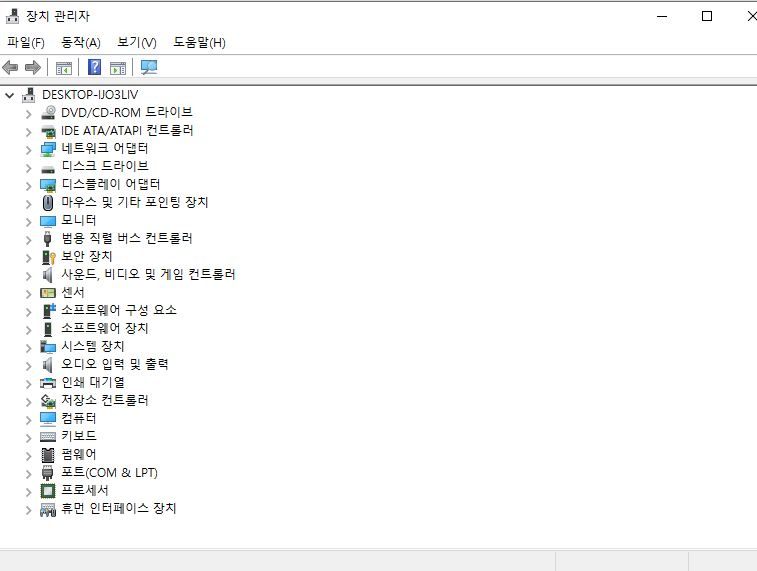 장치 관리자
파일(F) 동작(A) 보기(V) 도움말(H)
DESKTOP-IJO3LIV
DVD/CD-ROM 드라이브
IDE ATA/ATAPI 컨트롤러
네트워크 어댑터
디스크 드라이브
디스플레이 어댑터
마우스 및 기타 포인팅 장치
모니터
범용 직렬 버스 컨트롤러
보안 장치
사운드, 비디오 및 게임 컨트롤러
센서
소프트웨어 구성 요소
소프트웨어 장치
시스템 장치
오디오 입력 및 출력
인쇄 대기열
저장소 컨트롤러
컴퓨터
키보드
펌웨어
포트(COM & LPT)
프로세서
휴먼 인터페이스 장치